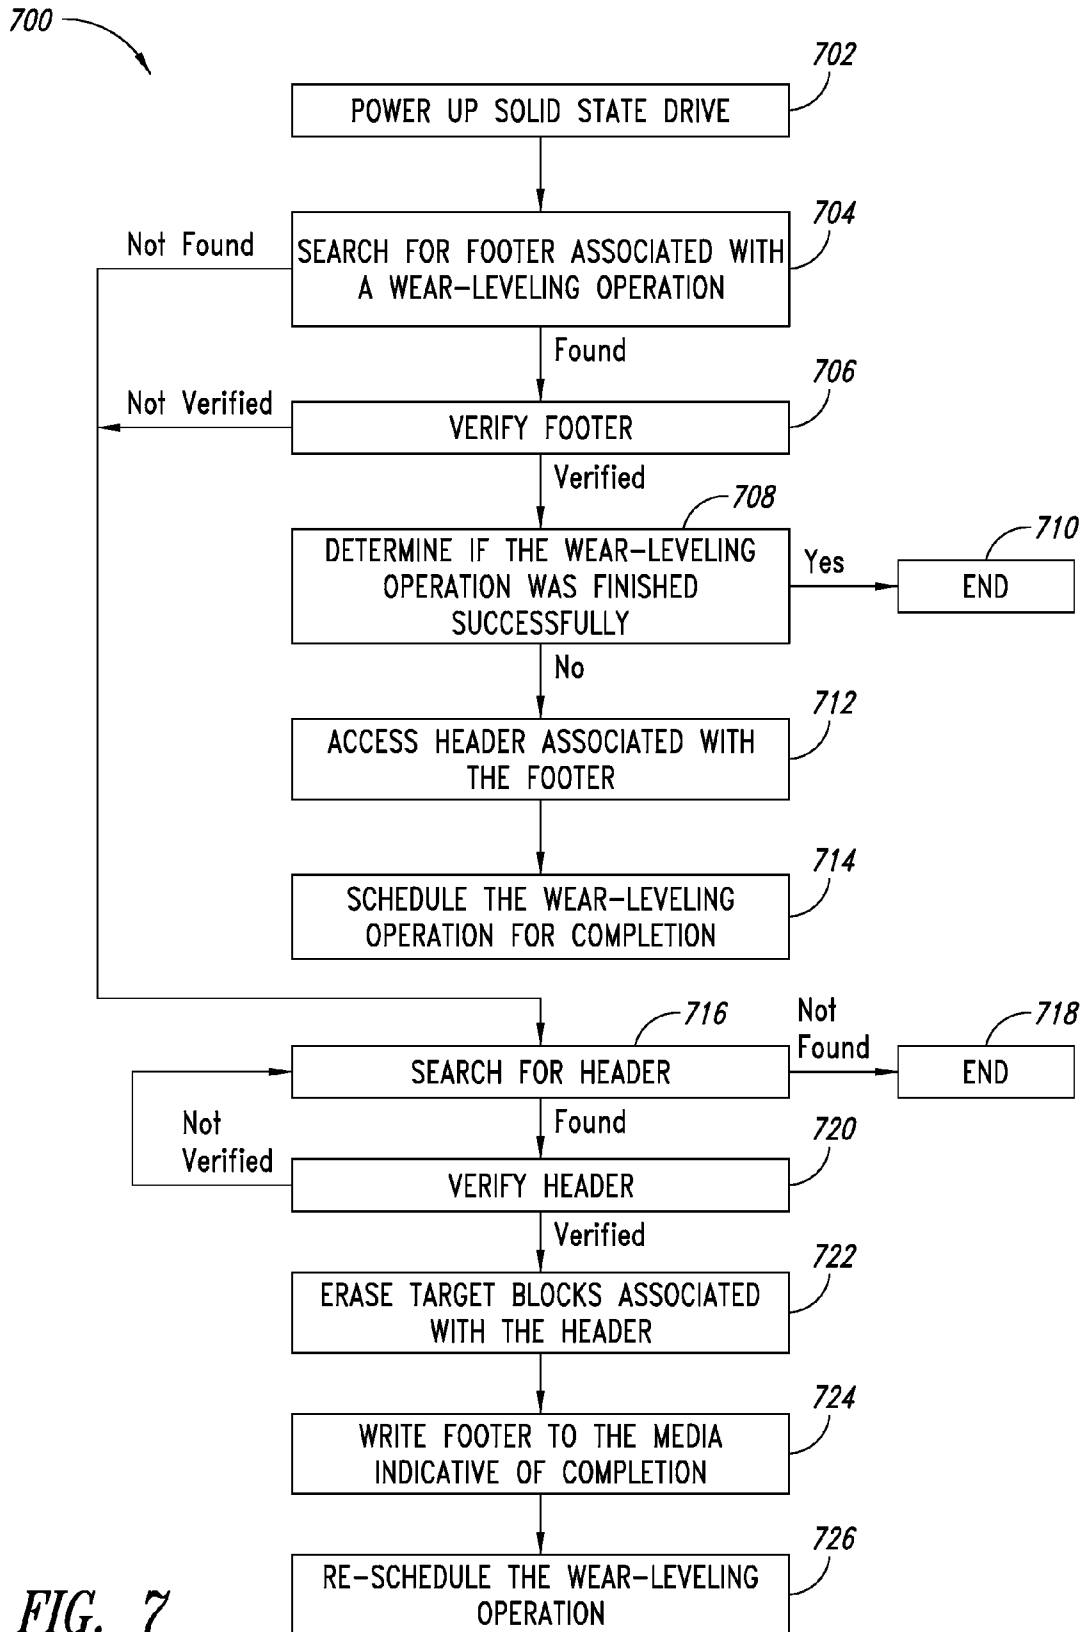 700
702
POWER UP SOLID STATE DRIVE
704
Not Found
SEARCH FOR FOOTER ASSOCIATED WITH
A WEAR-LEVELING OPERATION
Found
706
Not Verified
VERIFY FOOTER
Verified
708
DETERMINE IF THE WEAR-LEVELING
OPERATION WAS FINISHED
SUCCESSFULLY
Yes
710
END
No
712
ACCESS HEADER ASSOCIATED WITH
THE FOOTER
714
SCHEDULE THE WEAR-LEVELING
OPERATION FOR COMPLETION
716
Not
Found
718
SEARCH FOR HEADER
END
Found
Not
Verified
720
VERIFY HEADER
Verified
722
ERASE TARGET BLOCKS ASSOCIATED
WITH THE HEADER
724
WRITE FOOTER TO THE MEDIA
INDICATIVE OF COMPLETION
726
RE-SCHEDULE THE WEAR-LEVELING
OPERATION
FIG. 7